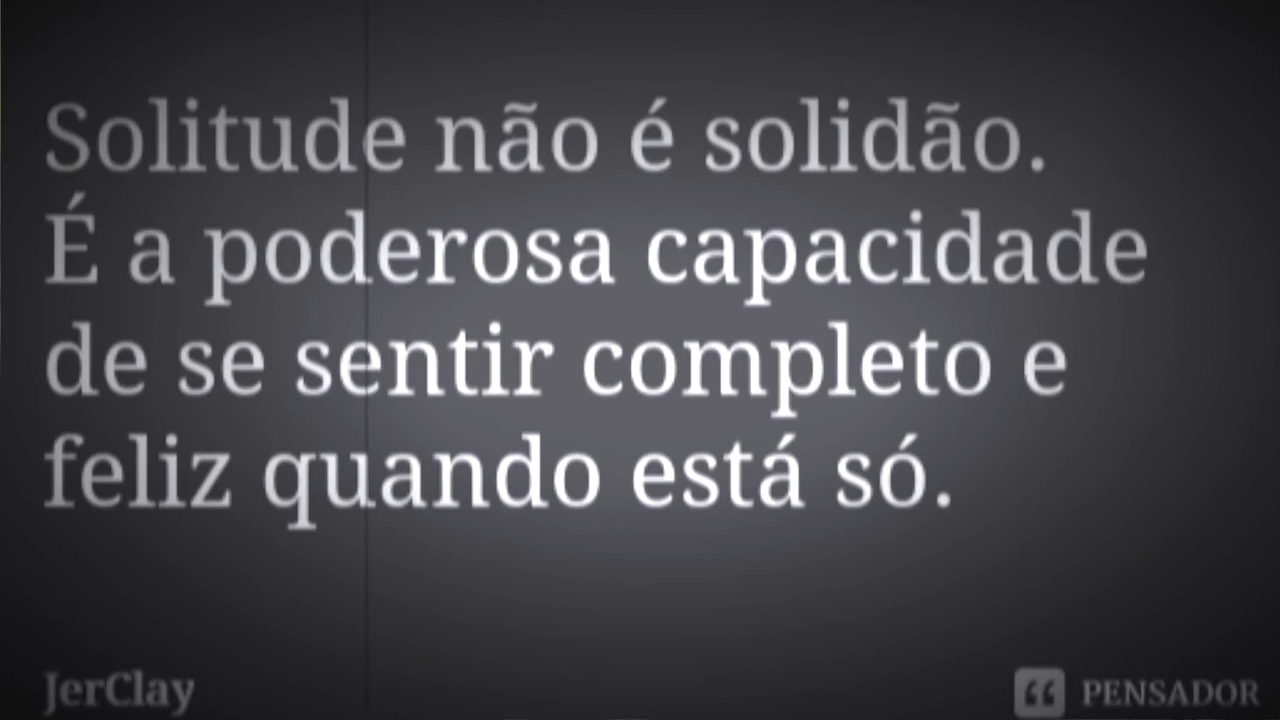 Solitude não é solidão.
É a poderosa capacidade
de se sentir completo e
feliz quando está só.
JerClay
PENSADOR